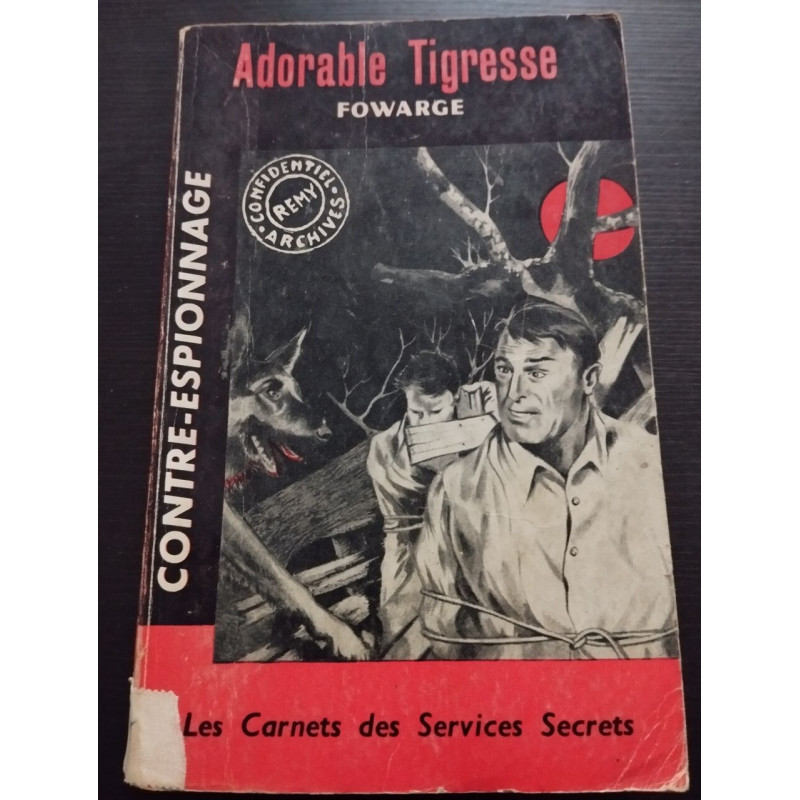 Adorable Tigresse
FOWARGE
CONFIDENTIEL
REMY
ARCHIVES
CONTRE-ESPIONNAGE
Les Carnets des Services Secrets